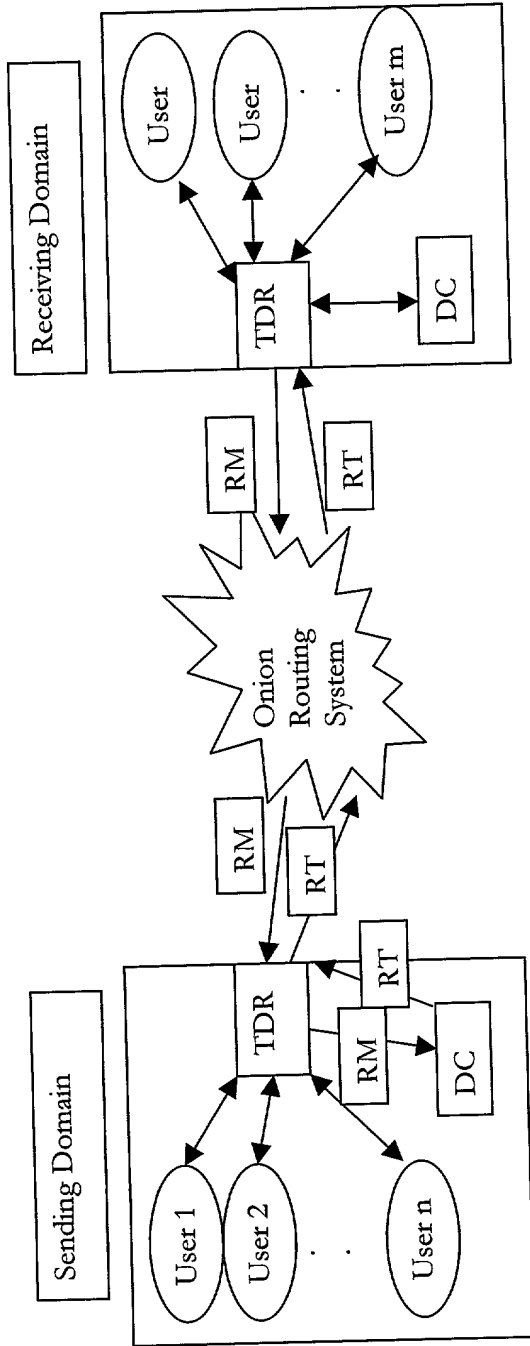 Sending Domain
User 1
User 2
.
.
User n
TDR
RM
RT
DC
RM
RT
Onion
Routing
System
RM
RT
Receiving Domain
TDR
DC
User
User
.
.
User m